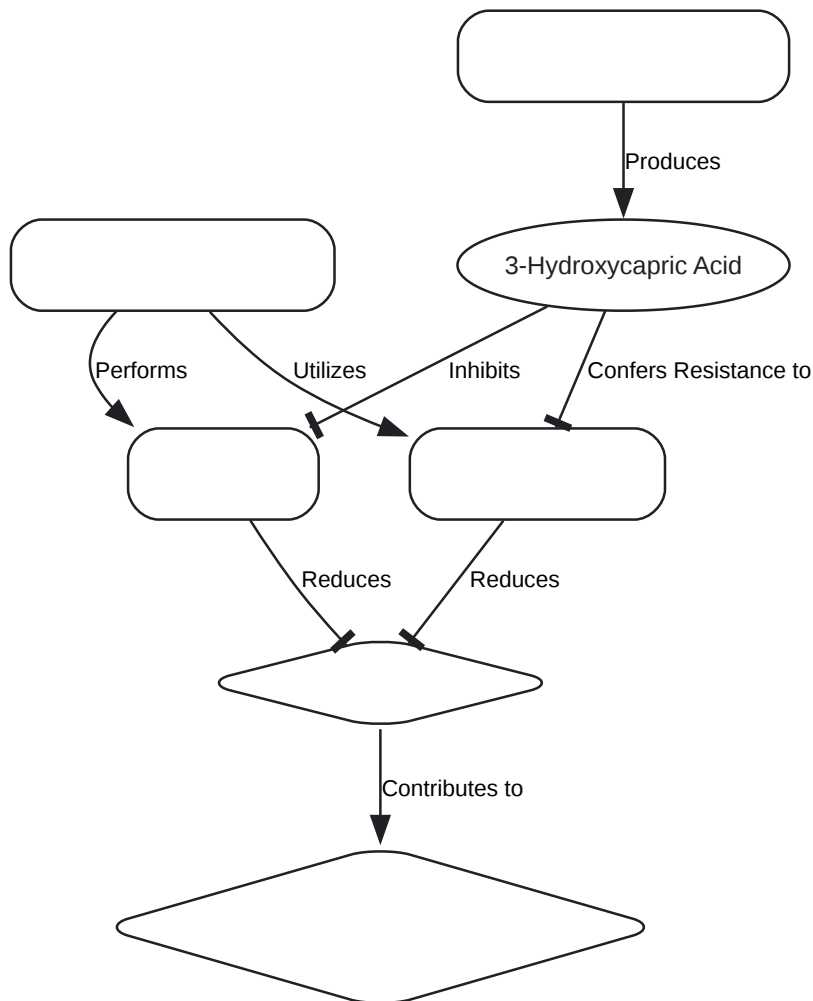 Produces
3-Hydroxycapric Acid
Performs
Utilizes
Inhibits
Confers Resistance to
Reduces
Reduces
Contributes to